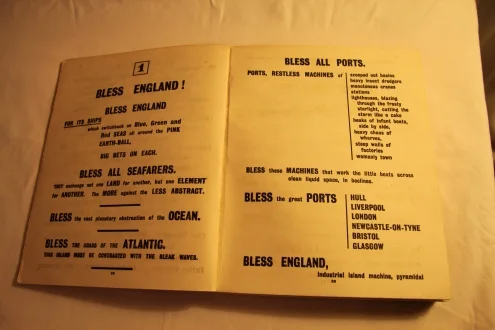 1
BLESS ENGLAND !
BLESS ENGLAND
FOR ITS SHIPS
which switchback on Blue, Green and
Red SEAS all around the PINK
EARTH-BALL,
BIG BETS ON EACH.
BLESS ALL SEAFARERS.
THEY exchange not one LAND for another, but one ELEMENT
for ANOTHER. The MORE against the LESS ABSTRACT.
BLESS the vast planetary abstraction of the OCEAN.
BLESS THE ARABS OF THE ATLANTIC.
THIS ISLAND MUST BE CONTRASTED WITH THE BLEAK WAVES.
BLESS ALL PORTS.
PORTS, RESTLESS MACHINES of
scooped out basins
heavy insect dredgers
monotonous cranes
stations
lighthouses, blazing
through the frosty
starlight, cutting the
storm like a cake
beaks of infant boats,
side by side,
heavy chaos of
wharves,
steep walls of
factories
womanly town
BLESS these MACHINES that work the little boats across
clean liquid space, in beelines.
BLESS the great PORTS
HULL
LIVERPOOL
LONDON
NEWCASTLE-ON-TYNE
BRISTOL
GLASGOW
BLESS ENGLAND,
industrial island machine, pyramidal